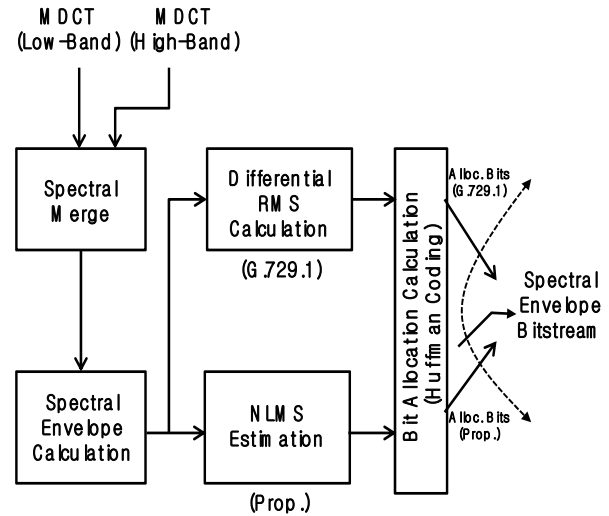 MDCT
(Low-Band)
MDCT
(High-Band)
Spectral
Merge
Differential
RMS
Calculation
(G.729.1)
Spectral
Envelope
Calculation
NLMS
Estimation
(Prop.)
Bit Allocation Calculation
(Huffman Coding)
Alloc.Bits
(G.729.1)
Spectral
Envelope
Bitstream
Alloc.Bits
(Prop.)